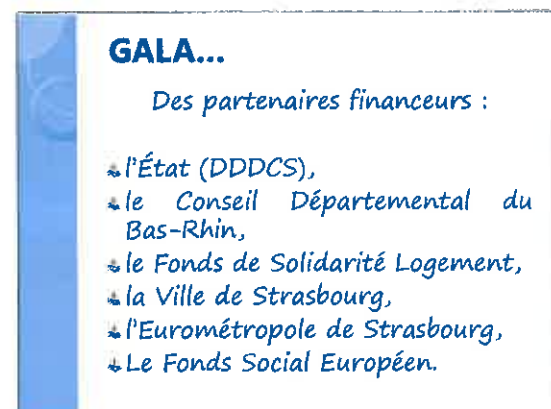 GALA...
Des partenaires financeurs :
l'État (DDDCS),
le Conseil Départemental du
Bas-Rhin,
le Fonds de Solidarité Logement,
la Ville de Strasbourg,
l'Eurométropole de Strasbourg,
Le Fonds Social Européen.